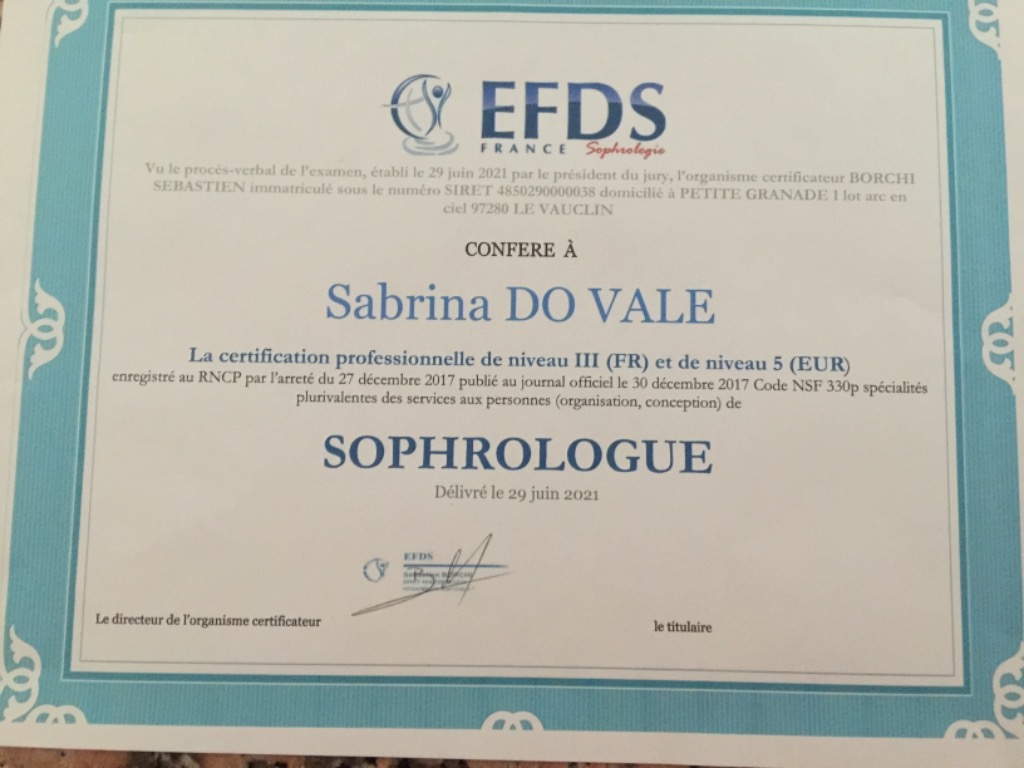 EFDS
FRANCE Sophrologie
Vu le procès-verbal de l'examen, établi le 29 juin 2021 par le président du jury, l'organisme certificateur BORCHI
SEBASTIEN immatriculé sous le numéro SIRET 4850290000038 domicilié à PETITE GRANADE 1 lot arc en
ciel 97280 LE VAUCLIN
CONFERE À
Sabrina DO VALE
La certification professionnelle de niveau III (FR) et de niveau 5 (EUR)
enregistré au RNCP par l'arreté du 27 décembre 2017 publié au journal officiel le 30 décembre 2017 Code NSF 330p spécialités
plurivalentes des services aux personnes (organisation, conception) de
SOPHROLOGUE
Délivré le 29 juin 2021
EFDS
Le directeur de l'organisme certificateur
le titulaire